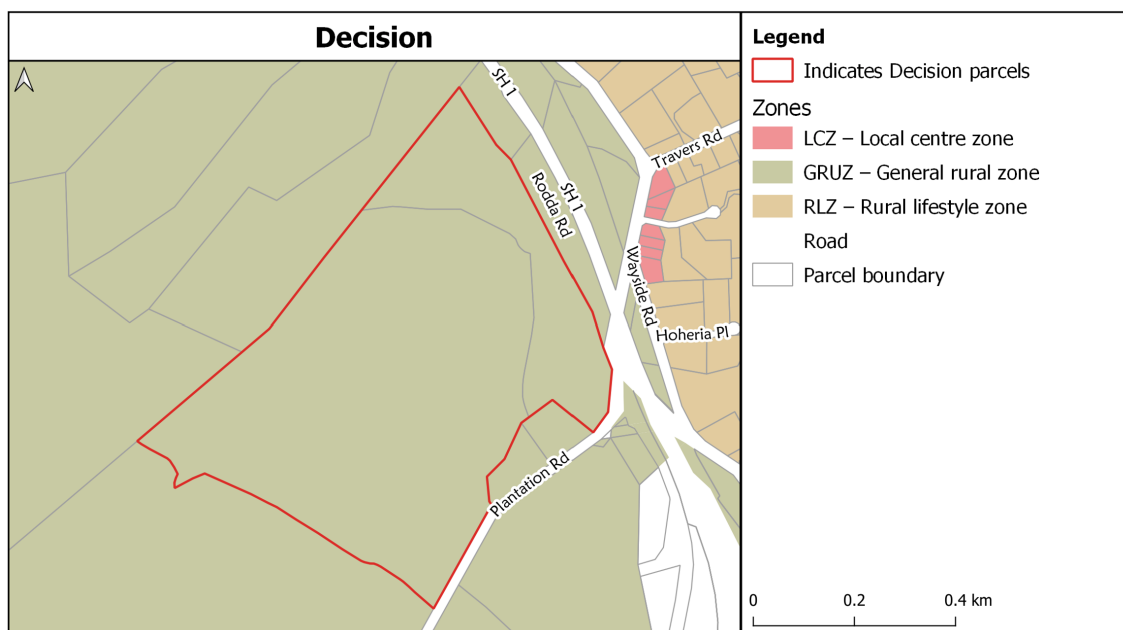 Decision
SH 1
SH 1
Rodda Rd
Travers Rd
Wayside Rd
Hoheria Pl
Plantation Rd
Legend
Indicates Decision parcels
Zones
LCZ – Local centre zone
GRUZ – General rural zone
RLZ – Rural lifestyle zone
Road
Parcel boundary
0 0.2 0.4 km